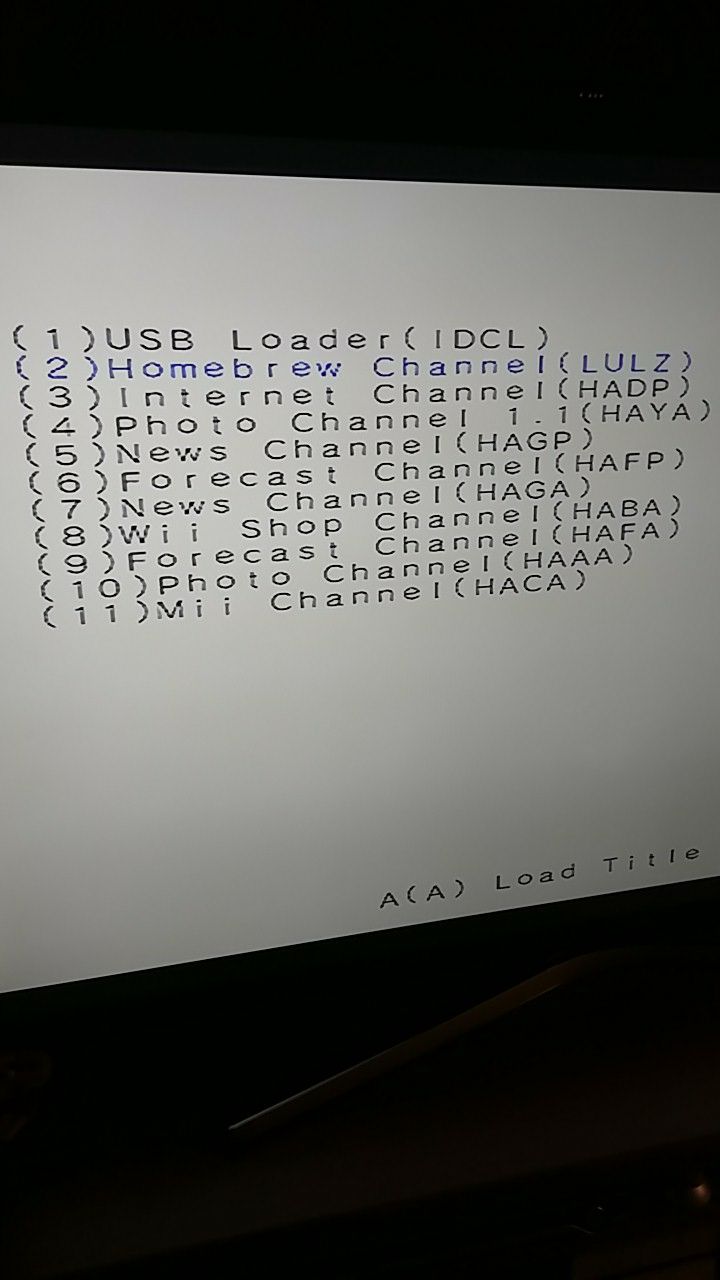 (1)USB Loader(IDCL)
(2)Homebrew Channel(LULZ)
(3)Internet Channel(HADP)
(4)Photo Channel 1.1(HAYA)
(5)News Channel(HAGP)
(6)Forecast Channel(HAFP)
(7)News Channel(HAGA)
(8)Wii Shop Channel(HABA)
(9)Forecast Channel(HAFA)
(10)Photo Channel(HAAA)
(11)Mii Channel(HACA)
A(A) Load Title